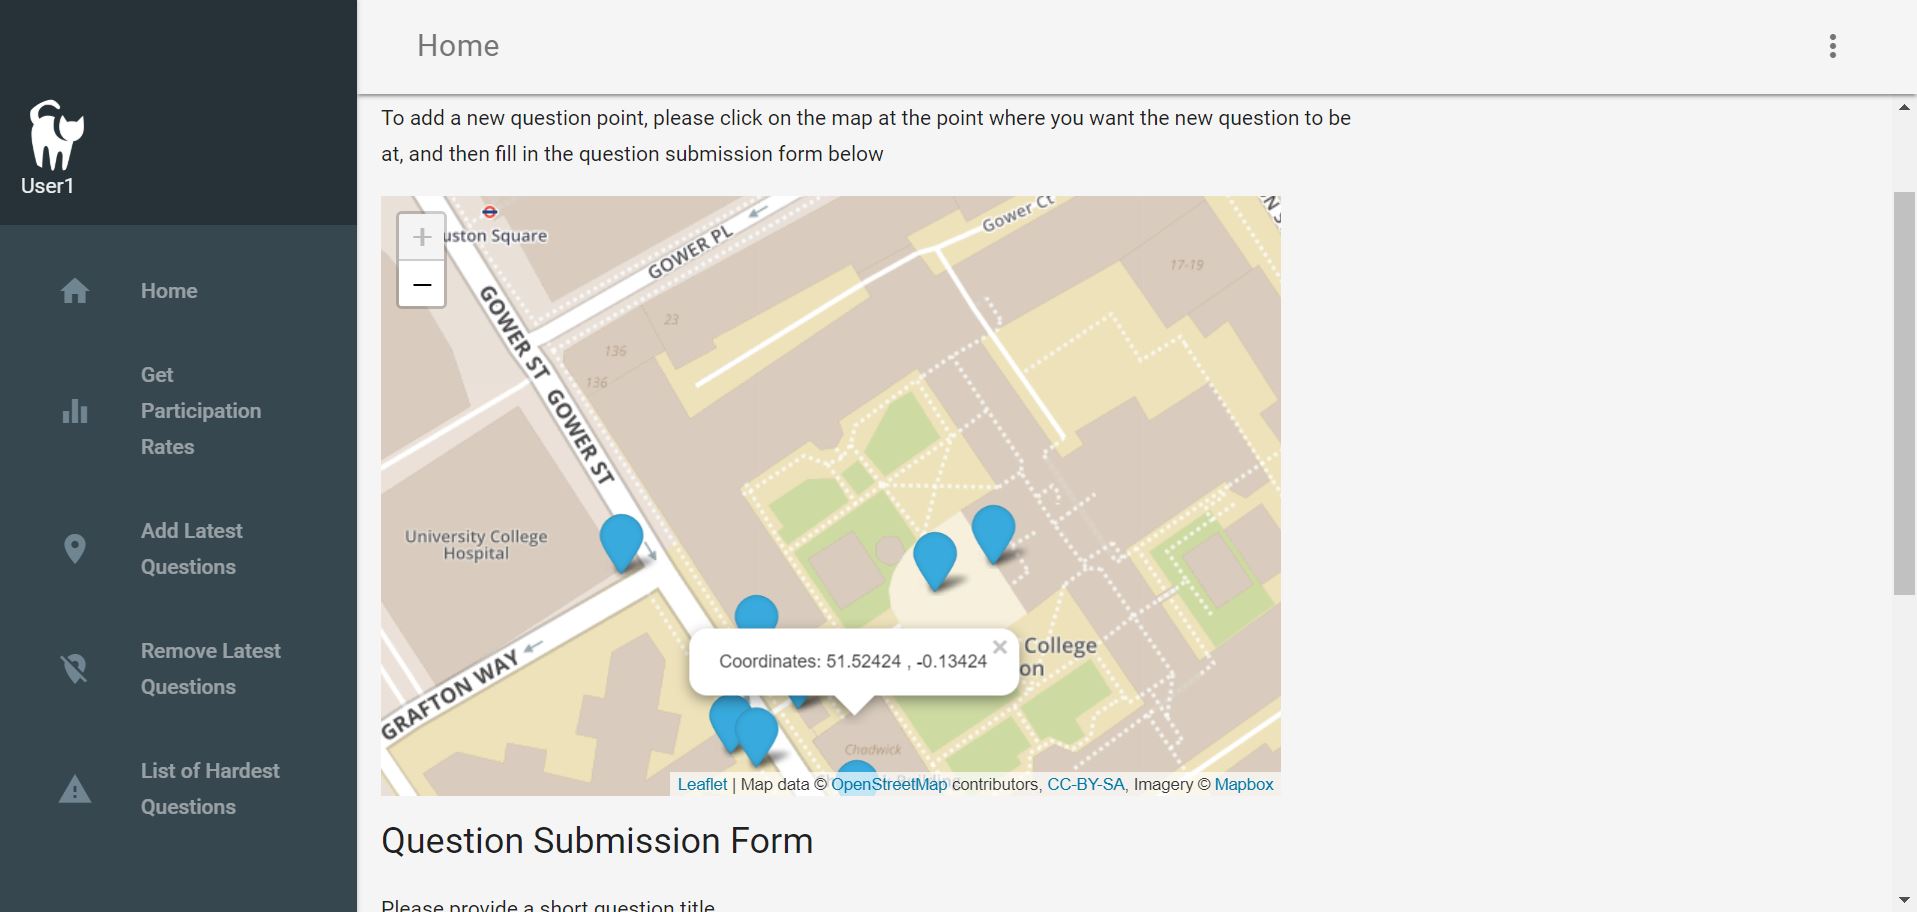 Home
User1
Home
Get
Participation
Rates
Add Latest
Questions
Remove Latest
Questions
List of Hardest
Questions
To add a new question point, please click on the map at the point where you want the new question to be
at, and then fill in the question submission form below
+
−
uston Square
GOWER PL
Gower Ct
17-19
23
136
136
GOWER ST
GOWER ST
University College
Hospital
GRAFTON WAY
College
on
Coordinates: 51.52424 , -0.13424
×
Chadwick
Leaflet | Map data © OpenStreetMap contributors, CC-BY-SA, Imagery © Mapbox
Question Submission Form
Please provide a short question title